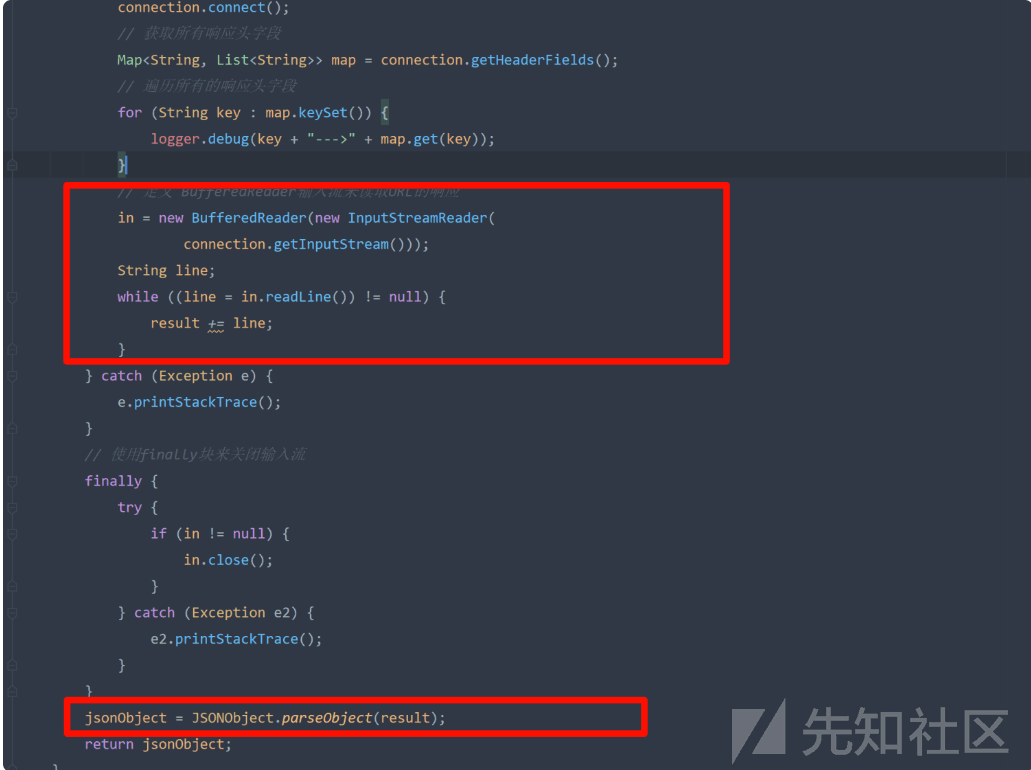 connection.connect();
// 获取所有响应头字段
Map<String, List<String>> map = connection.getHeaderFields();
// 遍历所有的响应头字段
for (String key : map.keySet()) {
logger.debug(key + "--->" + map.get(key));
}
// 定义 BufferedReader输入流来读取URL的响应
in = new BufferedReader(new InputStreamReader(
connection.getInputStream()));
String line;
while ((line = in.readLine()) != null) {
result += line;
}
} catch (Exception e) {
e.printStackTrace();
}
// 使用finally块来关闭输入流
finally {
try {
if (in != null) {
in.close();
}
} catch (Exception e2) {
e2.printStackTrace();
}
}
jsonObject = JSONObject.parseObject(result);
return jsonObject;
}
先知社区